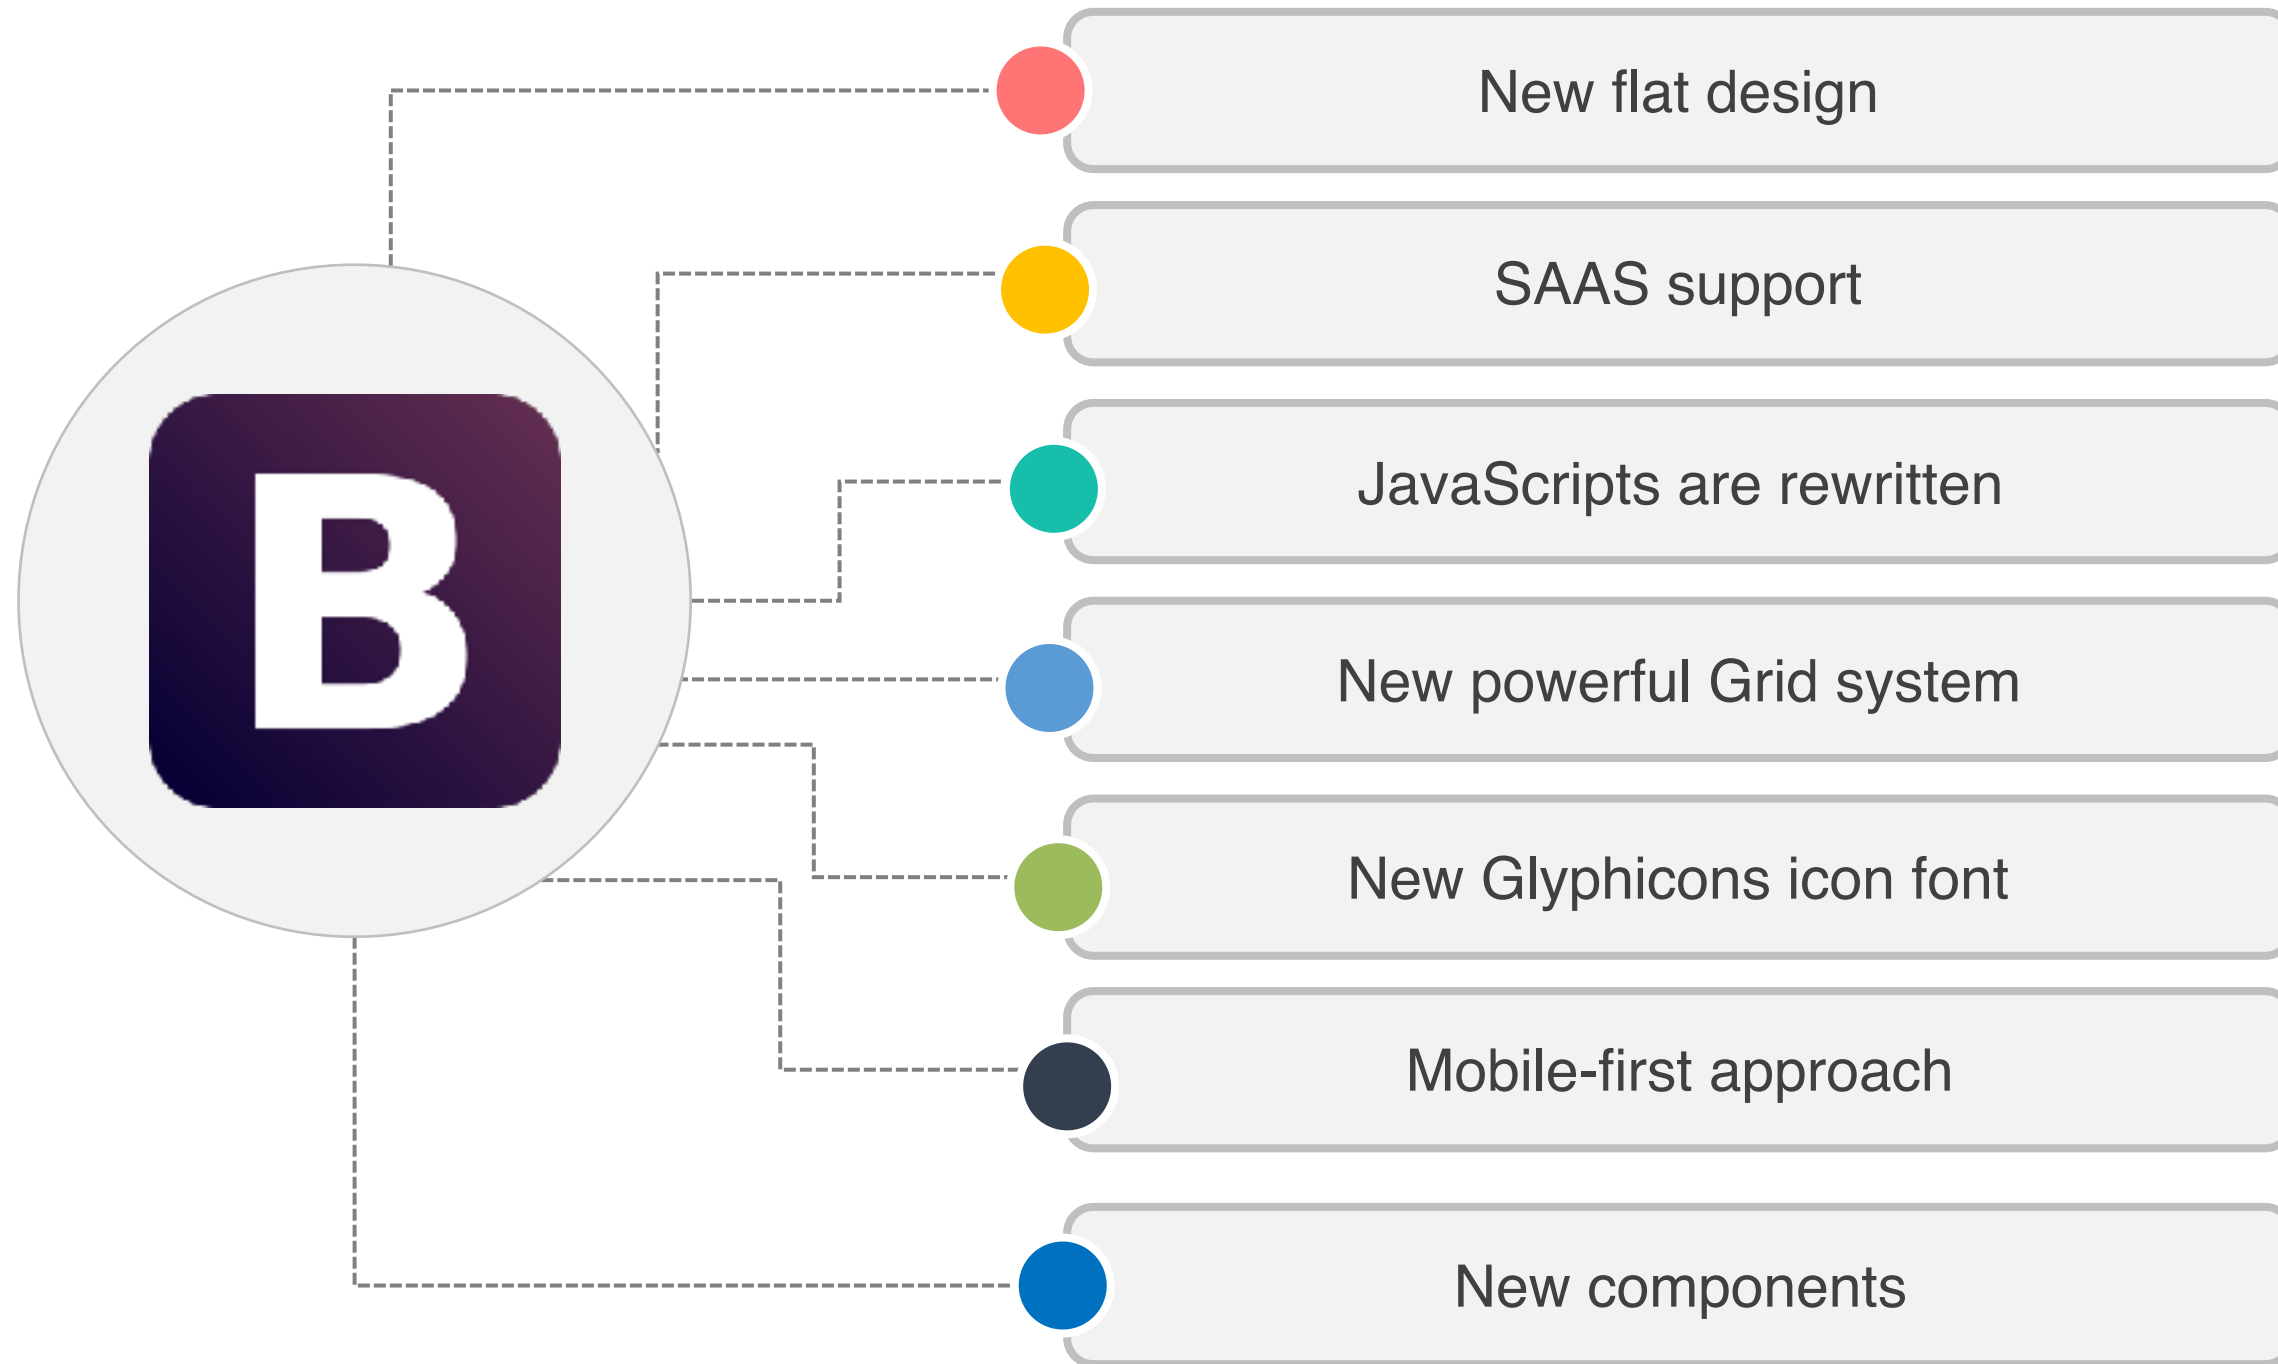 New flat design
SAAS support
JavaScripts are rewritten
New powerful Grid system
New Glyphicons icon font
Mobile-first approach
New components
B